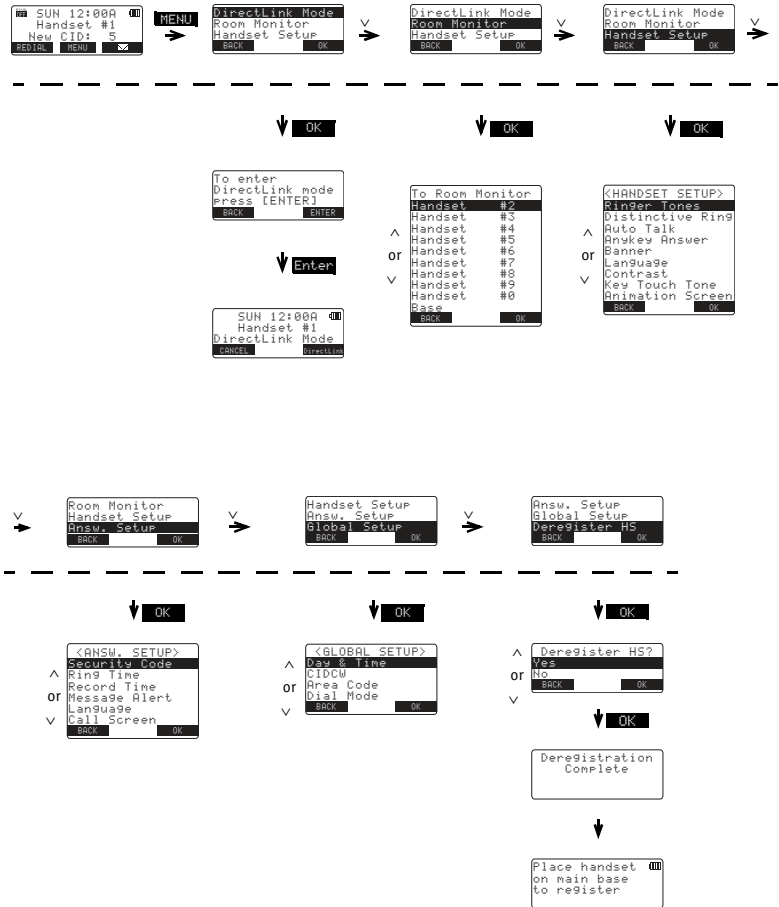 SUN 12:00A
Handset #1
New CID: 5
REDIAL MENU
MENU
DirectLink Mode
Room Monitor
Handset Setup
BACK OK
DirectLink Mode
Room Monitor
Handset Setup
BACK OK
DirectLink Mode
Room Monitor
Handset Setup
BACK OK
OK
OK
OK
To enter
DirectLink mode
press [ENTER]
BACK ENTER
Enter
SUN 12:00A
Handset #1
DirectLink Mode
CANCEL DirectLink
or
To Room Monitor
Handset #2
Handset #3
Handset #4
Handset #5
Handset #6
Handset #7
Handset #8
Handset #9
Handset #0
Base
BACK OK
or
<HANDSET SETUP>
Ringer Tones
Distinctive Ring
Auto Talk
Anykey Answer
Banner
Language
Contrast
Key Touch Tone
Animation Screen
BACK OK
Room Monitor
Handset Setup
Answ. Setup
BACK OK
Handset Setup
Answ. Setup
Global Setup
BACK OK
Answ. Setup
Global Setup
Deregister HS
BACK OK
OK
OK
OK
or
<ANSW. SETUP>
Security Code
Ring Time
Record Time
Message Alert
Language
Call Screen
BACK OK
or
<GLOBAL SETUP>
Day & Time
CIDCW
Area Code
Dial Mode
BACK OK
or
Deregister HS?
Yes
No
BACK OK
OK
Deregistration
Complete
Place handset
on main base
to register